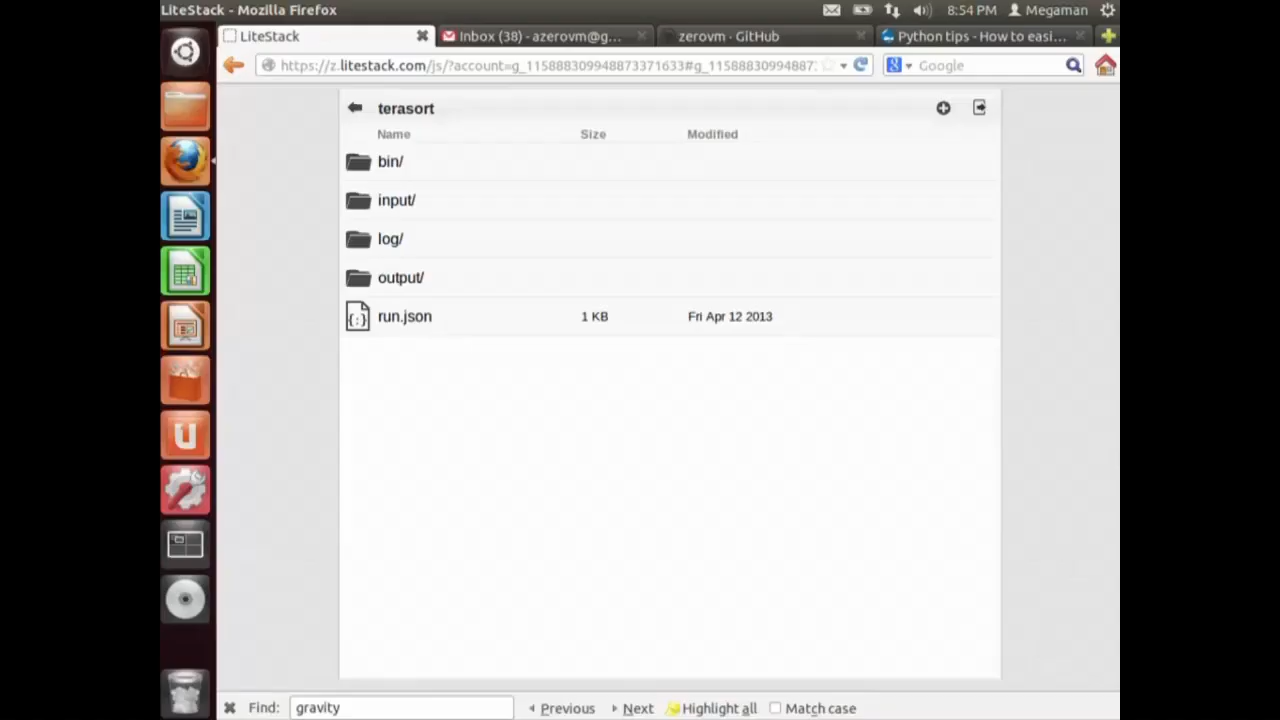 LiteStack - Mozilla Firefox
8:54 PM Megaman
LiteStack
Inbox (38) - azerovm@g...
zerovm · GitHub
Python tips - How to easi...
https://z.litestack.com/js/?account=g_115888309948873371633#g_11588830994887
Google
terasort
Name Size Modified
bin/
input/
log/
output/
run.json 1 KB Fri Apr 12 2013
Find: gravity Previous Next Highlight all Match case